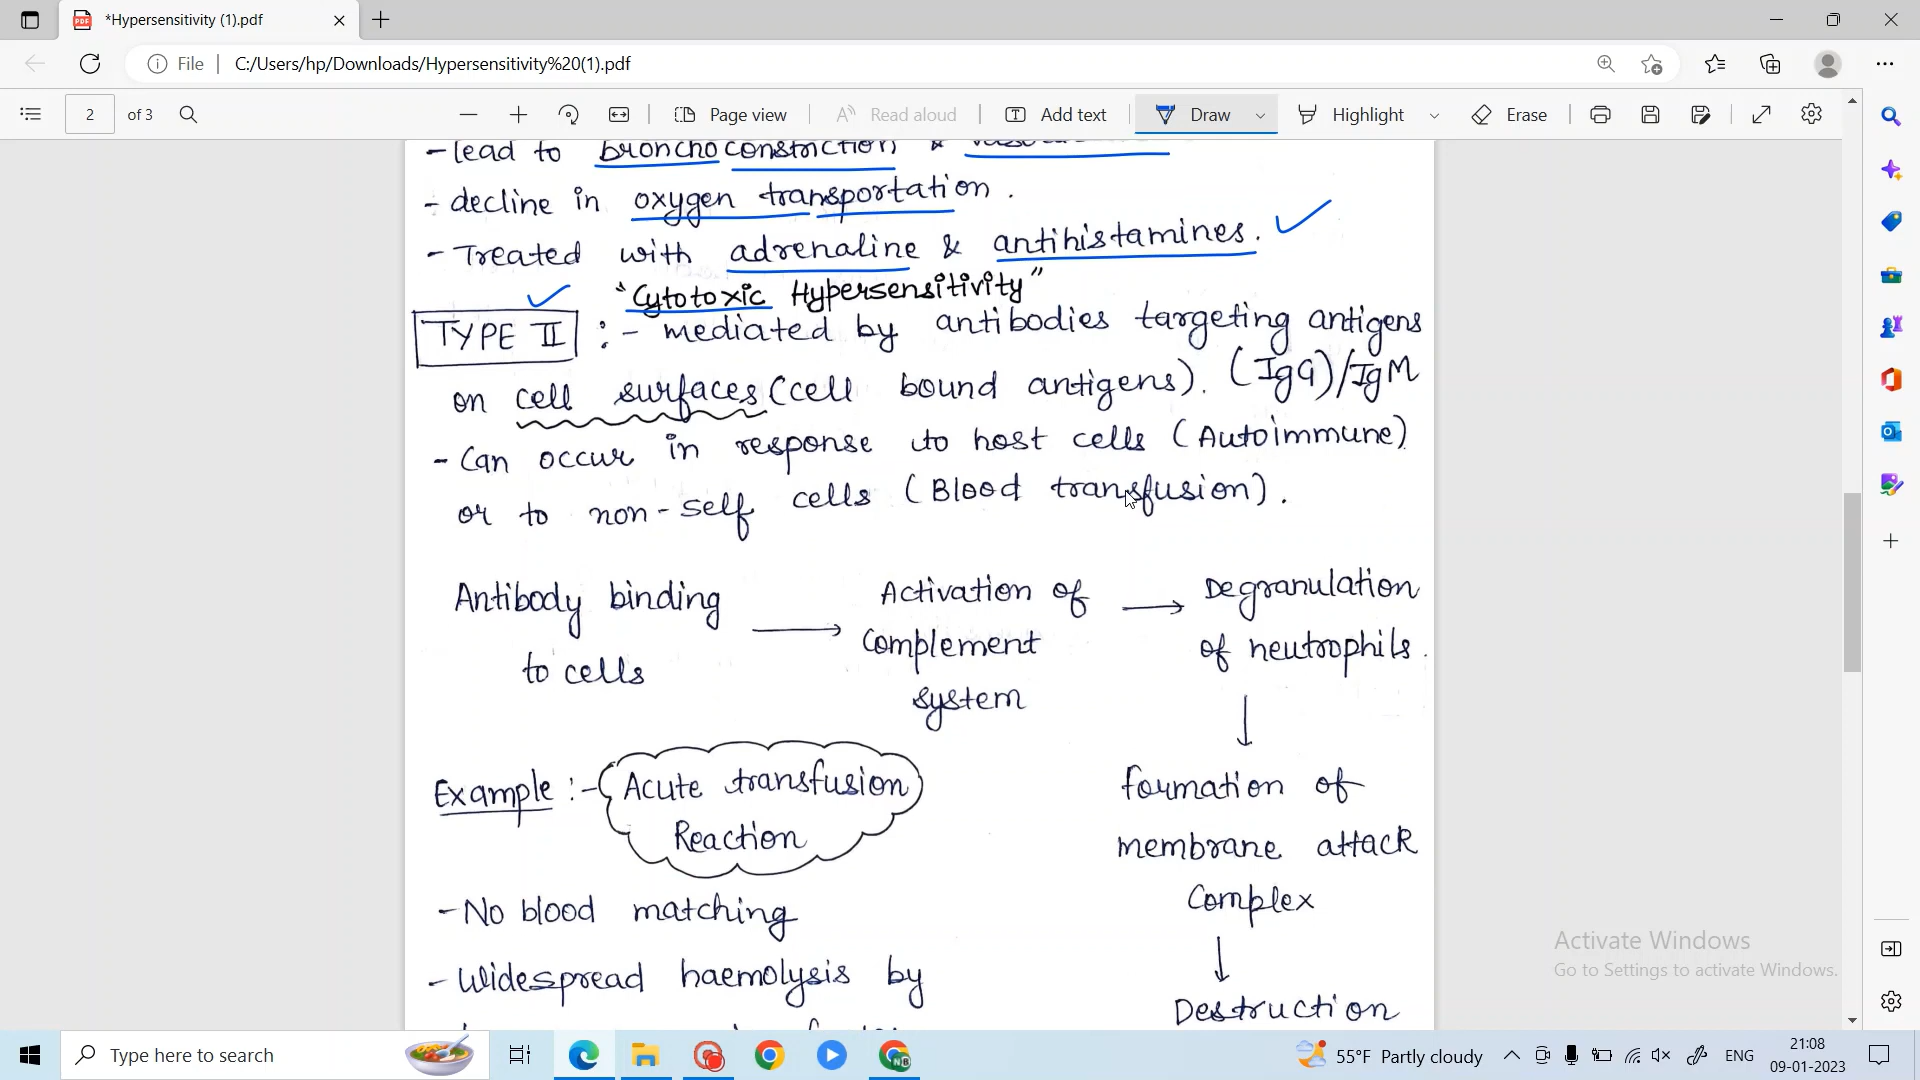 *Hypersensitivity (1).pdf
File C:/Users/hp/Downloads/Hypersensitivity%20(1).pdf
2 of 3 Page view Read aloud Add text Draw Highlight Erase
- lead to bronchoconstriction &
- decline in oxygen transportation.
- Treated with adrenaline & antihistamines.
"Cytotoxic Hypersensitivity"
TYPE II :- mediated by antibodies targeting antigens
on cell surfaces (cell bound antigens). (IgG)/IgM
- Can occur in response to host cells (Autoimmune)
or to non-self cells (Blood transfusion).
Antibody binding
to cells
Activation of
Complement
system
Degranulation
of neutrophils.
formation of
membrane attack
Complex
Destruction
Example :- Acute transfusion
Reaction
- No blood matching
- Widespread haemolysis by
Activate Windows
Go to Settings to activate Windows.
Type here to search
55°F Partly cloudy
ENG
21:08
09-01-2023